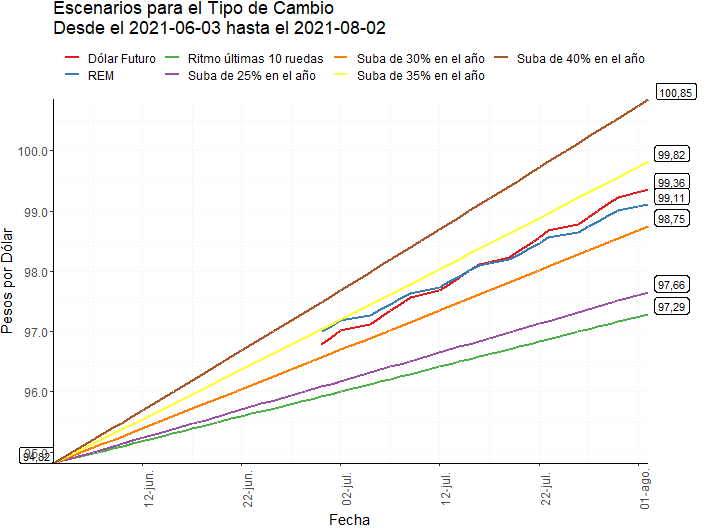 Escenarios para el Tipo de Cambio
Desde el 2021-06-03 hasta el 2021-08-02
Dólar Futuro Ritmo últimas 10 ruedas Suba de 30% en el año Suba de 40% en el año
REM Suba de 25% en el año Suba de 35% en el año
100,85
100.0
99,82
99,36
99,11
99.0
98,75
98.0
97,66
97,29
97.0
96.0
95.0
94,82
Pesos por Dólar
12-jun. 22-jun. 02-jul. 12-jul. 22-jul. 01-ago.
Fecha